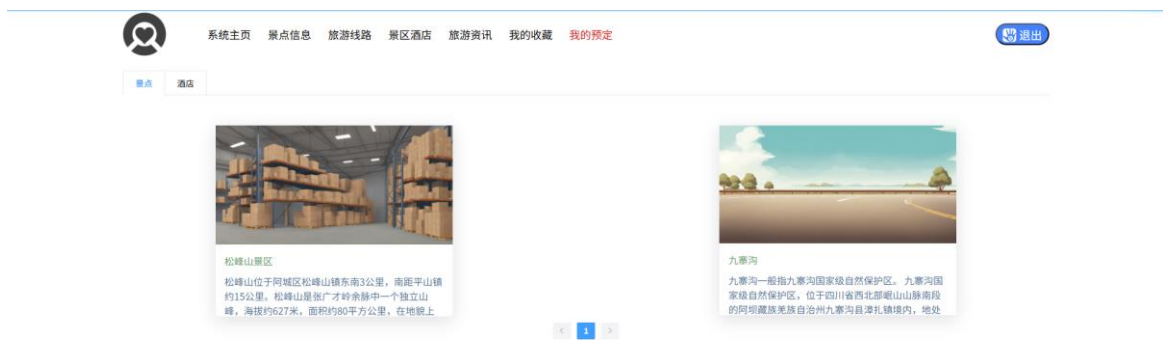 系统主页 景点信息 旅游线路 景区酒店 旅游资讯 我的收藏 我的预定 退出
景点 酒店
松峰山景区
松峰山位于阿城区松峰山镇东南3公里，南距平山镇
约15公里。松峰山是张广才岭余脉中一个独立山
峰，海拔约627米，面积约80平方公里，在地貌上
九寨沟
九寨沟一般指九寨沟国家级自然保护区。 九寨沟国
家级自然保护区，位于四川省西北部岷山山脉南段
的阿坝藏族羌族自治州九寨沟县漳扎镇境内，地处
< 1 >